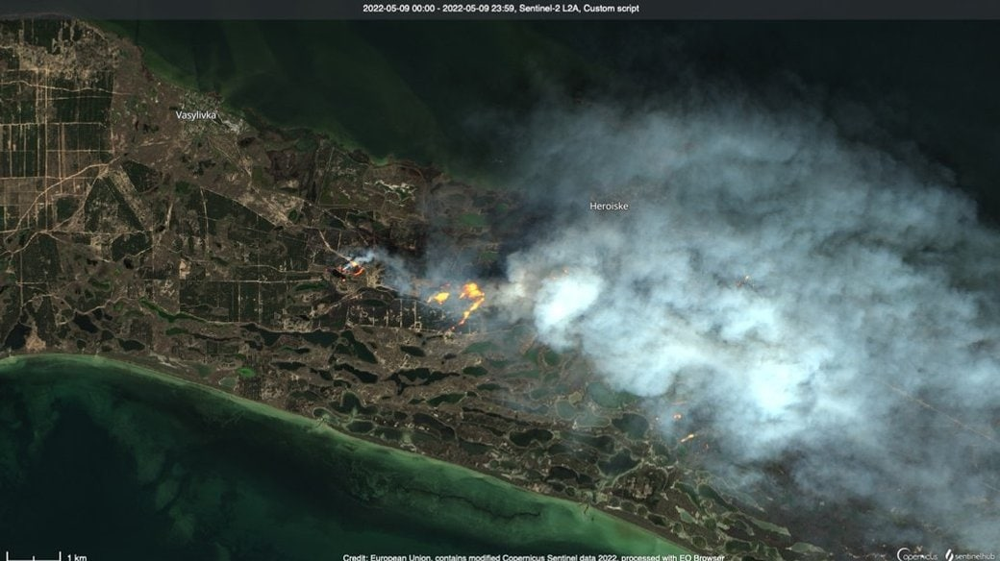 2022-05-09 00:00 - 2022-05-09 23:59, Sentinel-2 L2A, Custom script
Vasylivka
Heroiske
1 km
Credit: European Union, contains modified Copernicus Sentinel data 2022, processed with EO Browser
opernicus
sentinelhub